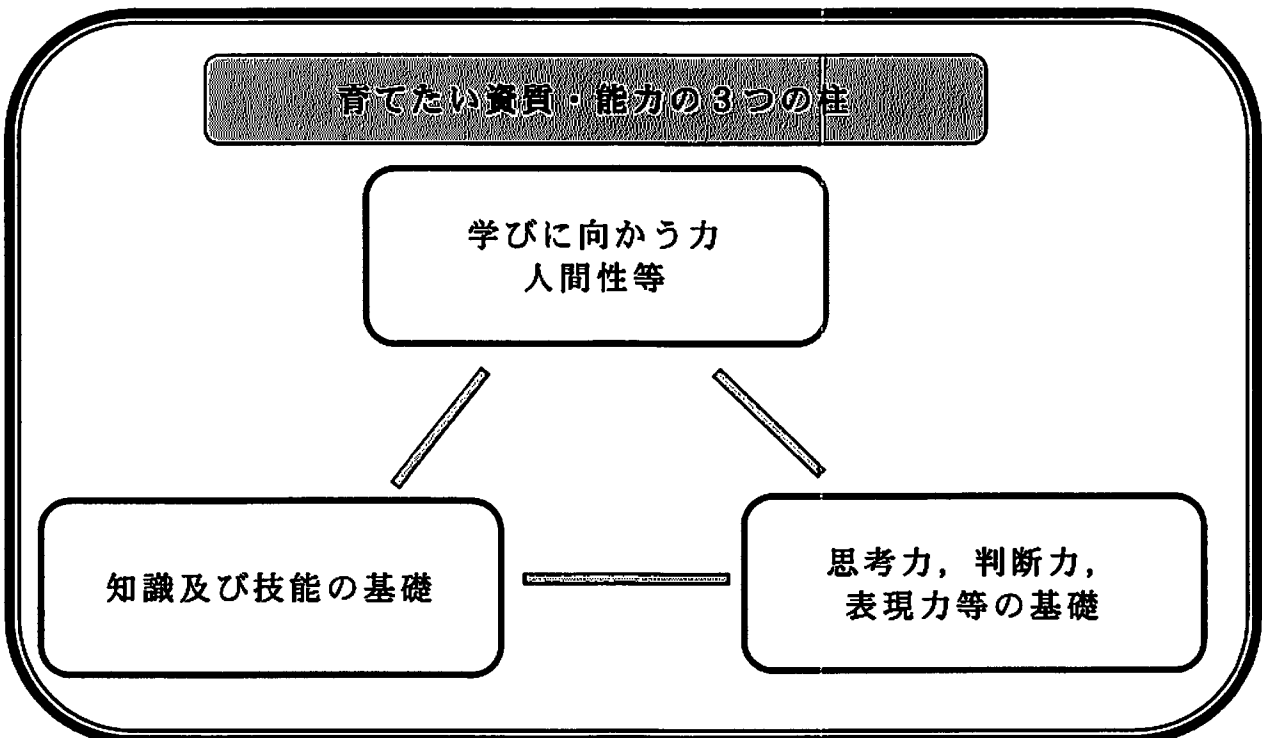 育てたい資質・能力の3つの柱
学びに向かう力
人間性等
知識及び技能の基礎
思考力，判断力，
表現力等の基礎